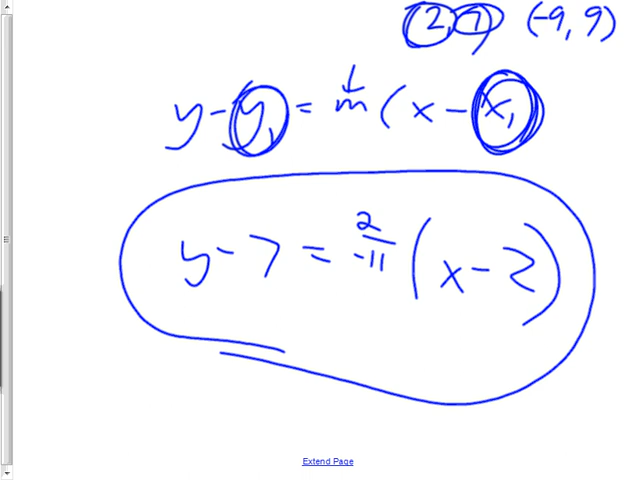 (2, 7) (-9, 9)
y - y₁ = m(x - x₁)
y - 7 = 2/-11 (x - 2)
Extend Page